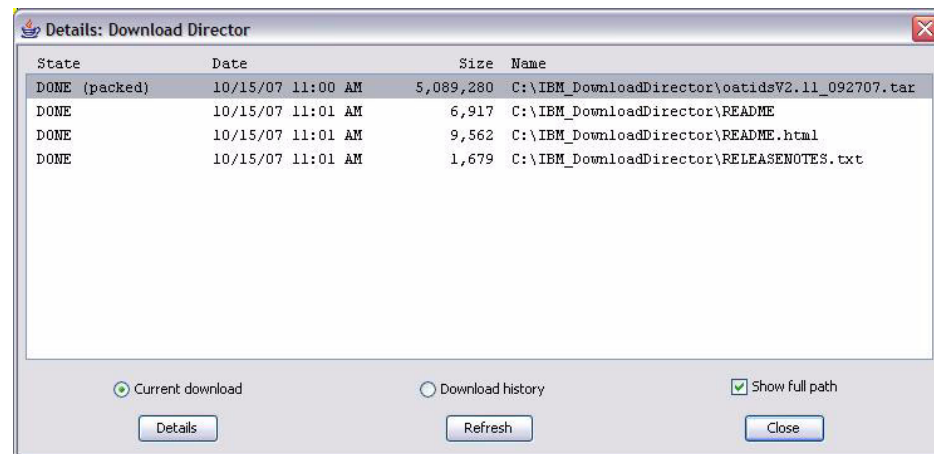 Details: Download Director
State Date Size Name
DONE (packed) 10/15/07 11:00 AM 5,089,280 C:\IBM_DownloadDirector\oatidsV2.11_092707.tar
DONE 10/15/07 11:01 AM 6,917 C:\IBM_DownloadDirector\README
DONE 10/15/07 11:01 AM 9,562 C:\IBM_DownloadDirector\README.html
DONE 10/15/07 11:01 AM 1,679 C:\IBM_DownloadDirector\RELEASENOTES.txt
Current download Download history Show full path
Details Refresh Close